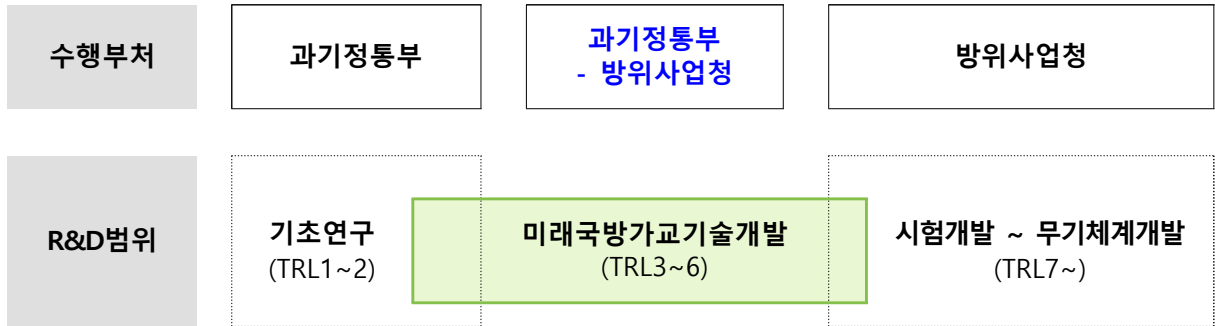 수행부처
과기정통부
과기정통부
- 방위사업청
방위사업청
R&D범위
기초연구
(TRL1~2)
미래국방가교기술개발
(TRL3~6)
시험개발 ~ 무기체계개발
(TRL7~)